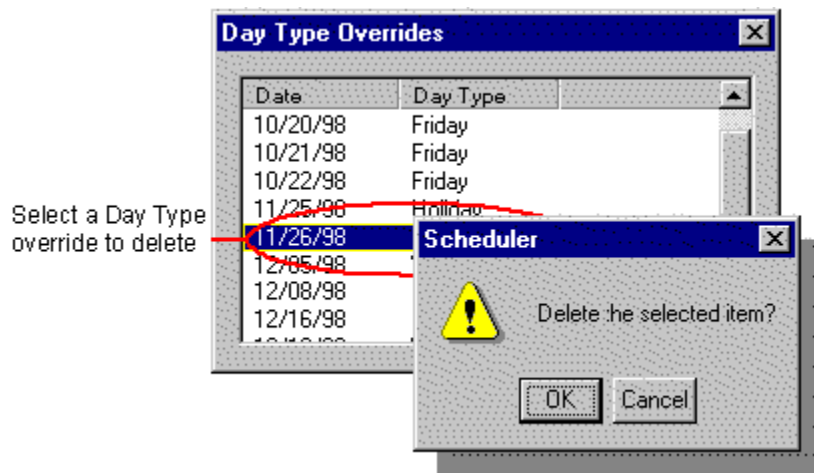 Day Type Overrides
Date Day Type
10/20/98 Friday
10/21/98 Friday
10/22/98 Friday
11/25/98 Holiday
Select a Day Type
override to delete
11/26/98
12/05/98
12/08/98
12/16/98
Scheduler
Delete the selected item?
OK Cancel